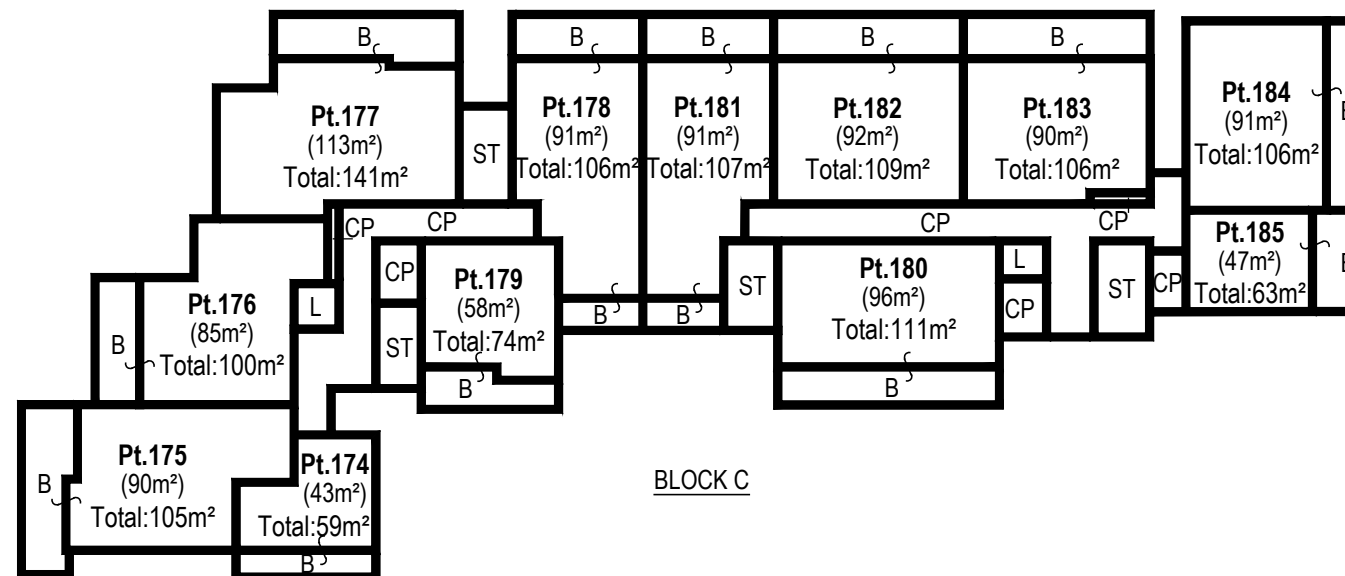 B
B
B
B
B
Pt.177
(113m²)
Total:141m²
ST
Pt.178
(91m²)
Total:106m²
Pt.181
(91m²)
Total:107m²
Pt.182
(92m²)
Total:109m²
Pt.183
(90m²)
Total:106m²
Pt.184
(91m²)
Total:106m²
B
CP
CP
CP
CP
Pt.185
(47m²)
Total:63m²
B
Pt.176
(85m²)
Total:100m²
B
L
CP
ST
Pt.179
(58m²)
Total:74m²
B
B
B
ST
Pt.180
(96m²)
Total:111m²
B
L
CP
ST
CP
Pt.175
(90m²)
Total:105m²
B
Pt.174
(43m²)
Total:59m²
B
BLOCK C